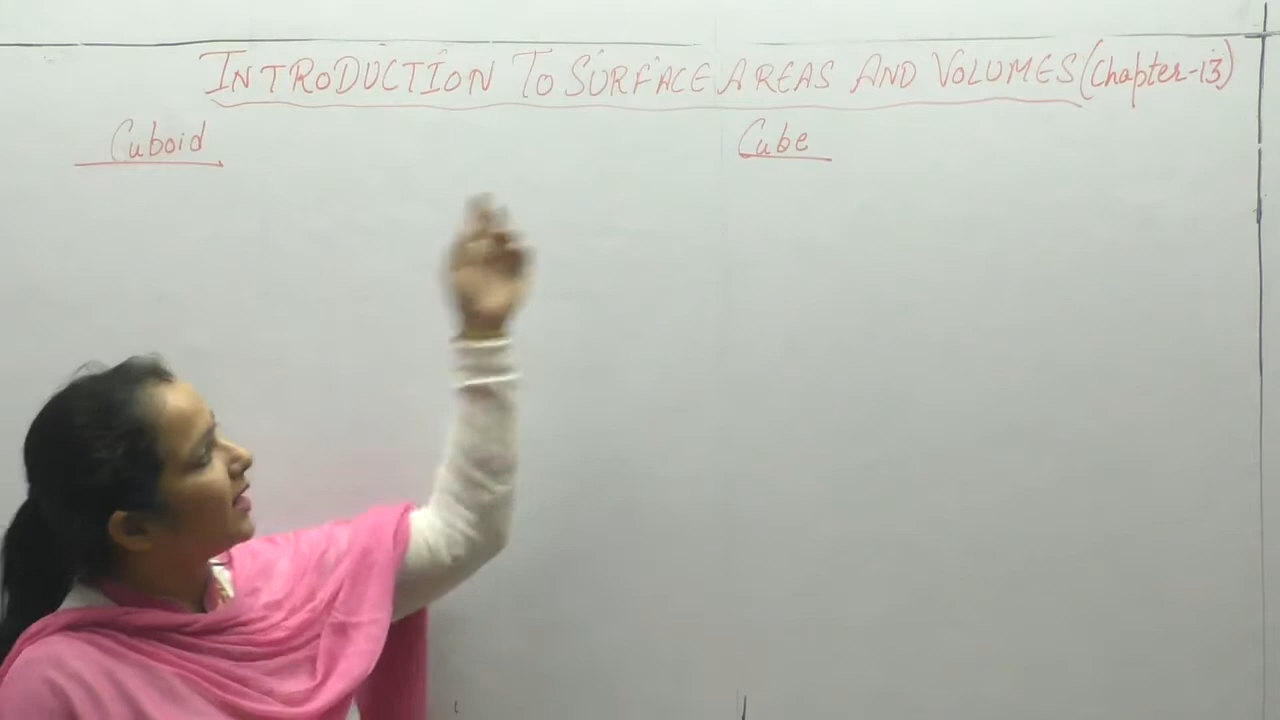 INTRODUCTION TO SURFACE AREAS AND VOLUMES (Chapter-13)
Cuboid
Cube